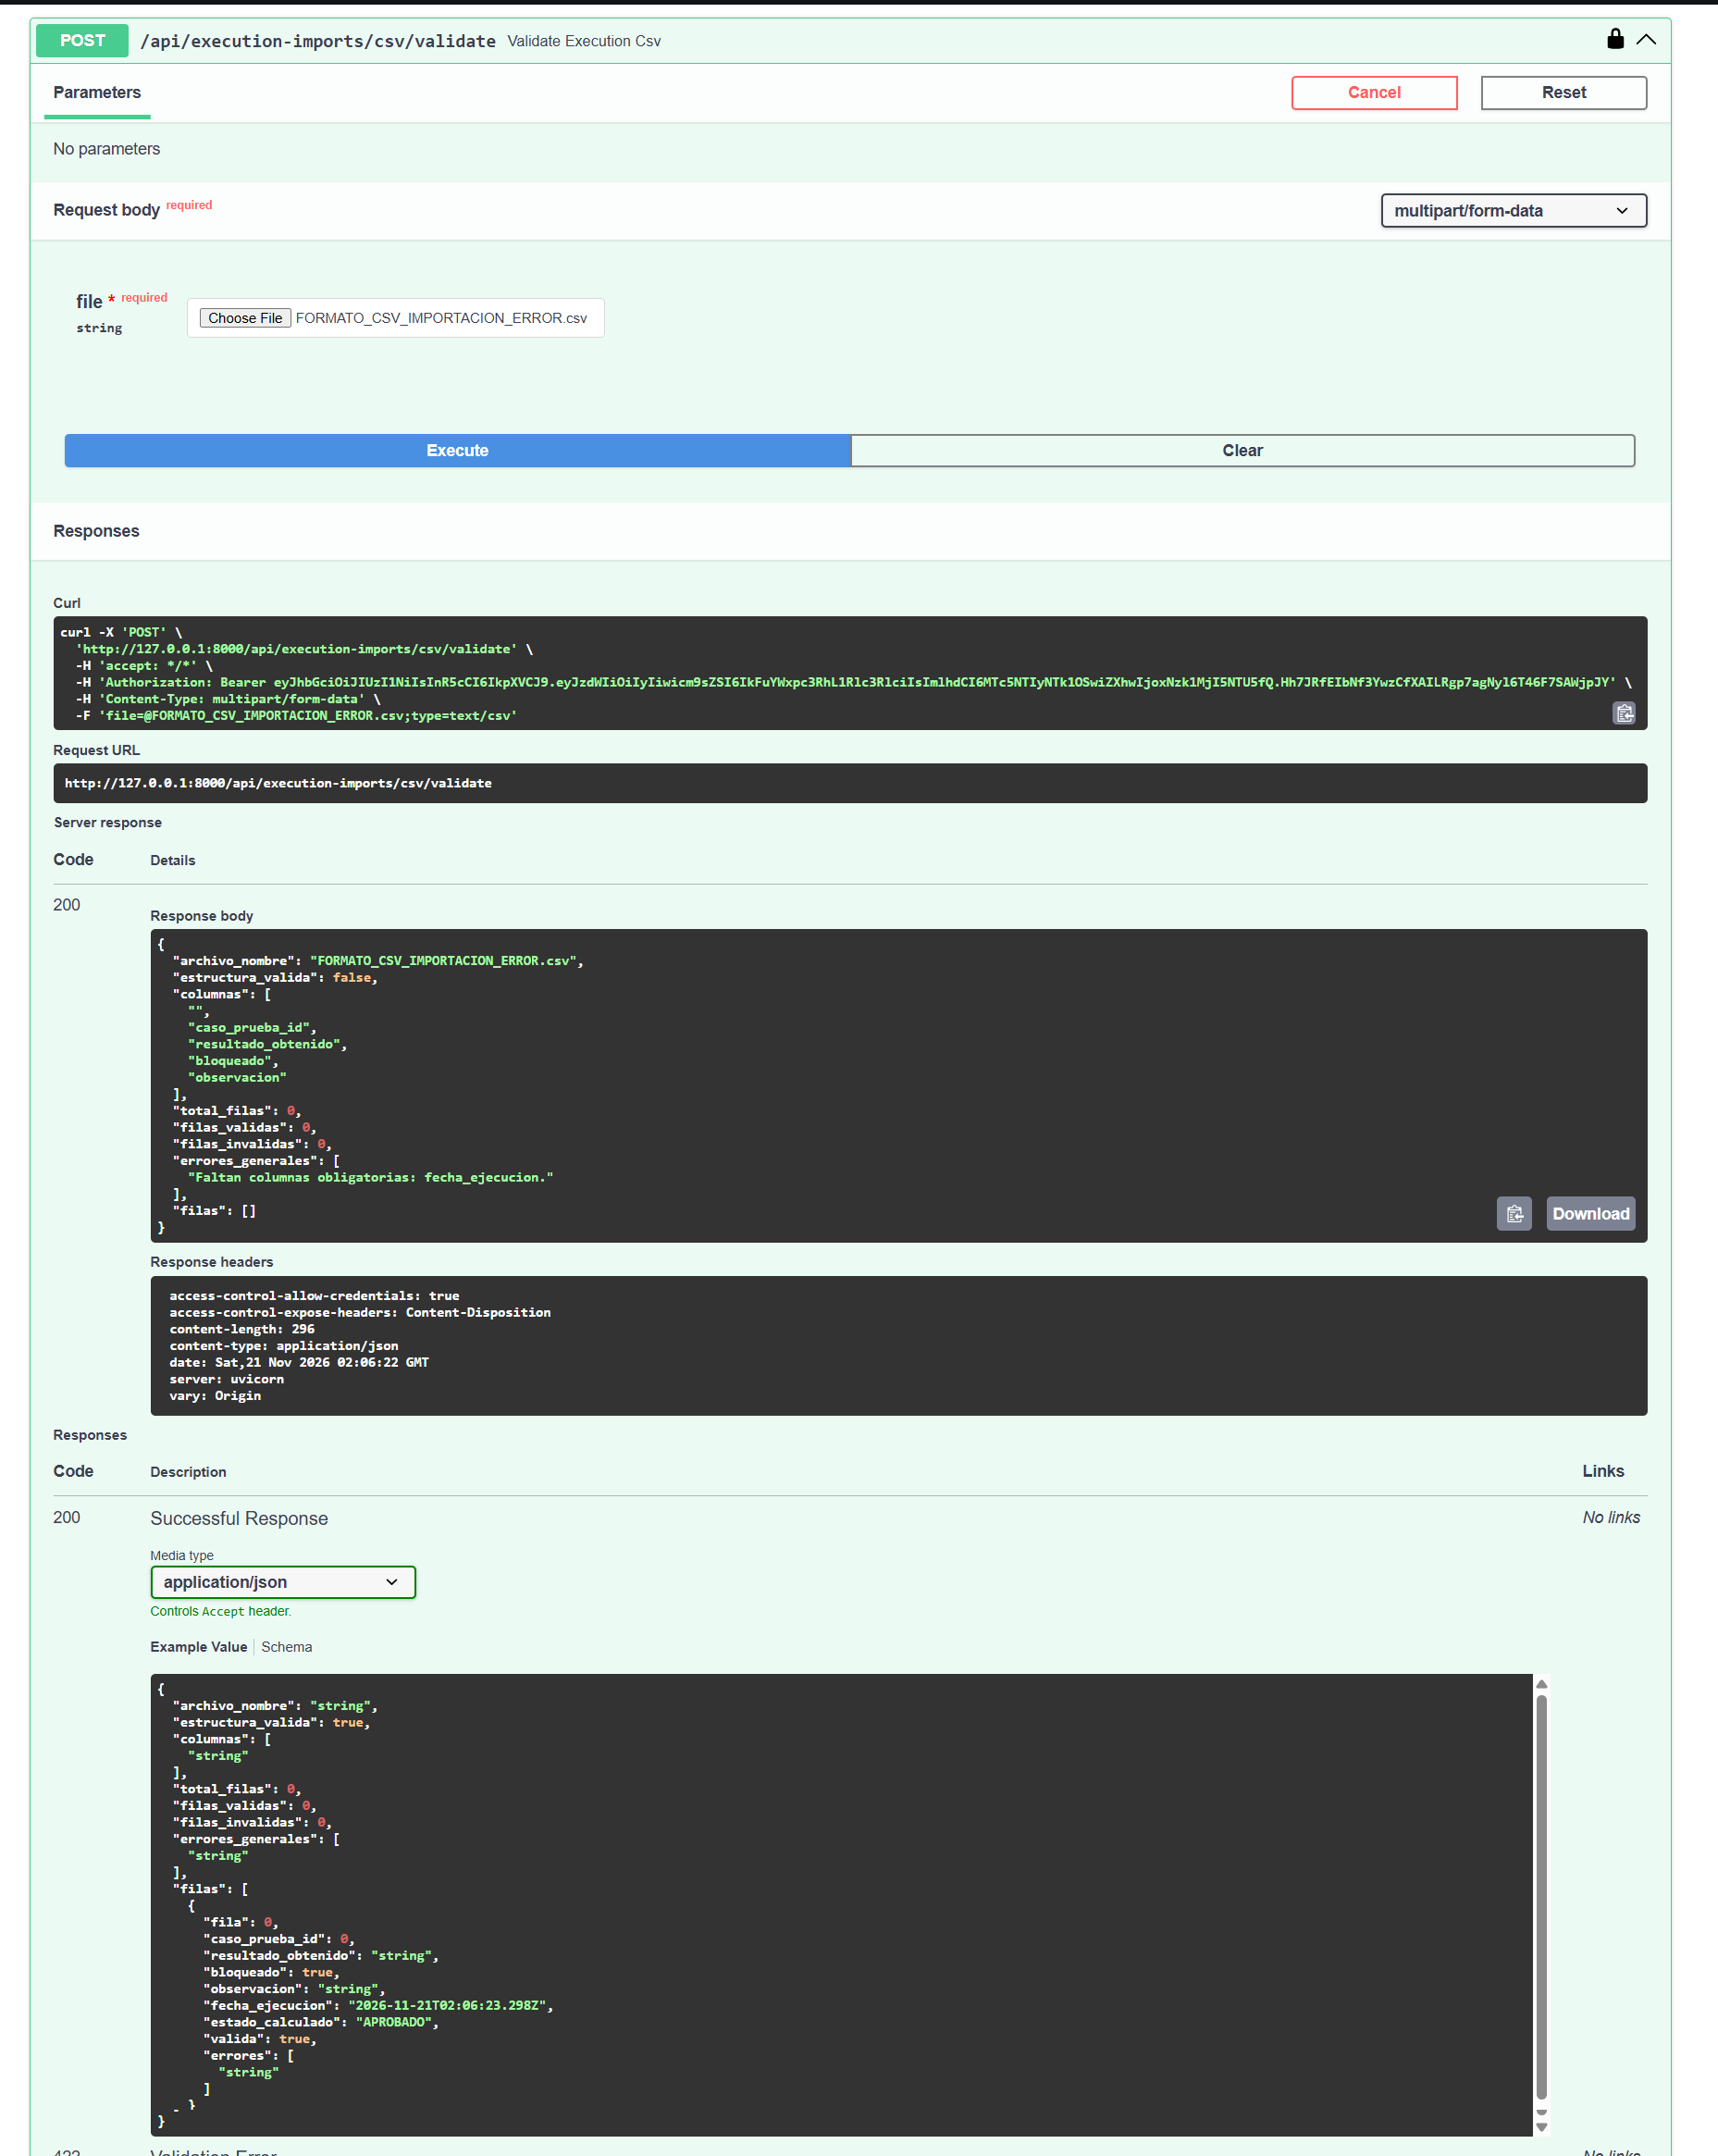 POST /api/execution-imports/csv/validate Validate Execution Csv
Parameters
Cancel
Reset
No parameters
Request body required
multipart/form-data
file * required
string
Choose File FORMATO_CSV_IMPORTACION_ERROR.csv
Execute
Clear
Responses
Curl
curl -X 'POST' \
  'http://127.0.0.1:8000/api/execution-imports/csv/validate' \
  -H 'accept: */*' \
  -H 'Authorization: Bearer
  -H 'Content-Type: multipart/form-data' \
  -F 'file=@FORMATO_CSV_IMPORTACION_ERROR.csv;type=text/csv'
Request URL
http://127.0.0.1:8000/api/execution-imports/csv/validate
Server response
Code Details
200
Response body
{
  "archivo_nombre": "FORMATO_CSV_IMPORTACION_ERROR.csv",
  "estructura_valida": false,
  "columnas": [
    "",
    "caso_prueba_id",
    "resultado_obtenido",
    "bloqueado",
    "observacion"
  ],
  "total_filas": 0,
  "filas_validas": 0,
  "filas_invalidas": 0,
  "errores_generales": [
    "Faltan columnas obligatorias: fecha_ejecucion."
  ],
  "filas": []
}
Download
Response headers
access-control-allow-credentials: true
access-control-expose-headers: Content-Disposition
content-length: 296
content-type: application/json
date: Sat,21 Nov 2026 02:06:22 GMT
server: uvicorn
vary: Origin
Responses
Code Description Links
200 Successful Response No links
Media type
application/json
Controls Accept header.
Example Value Schema
{
  "archivo_nombre": "string",
  "estructura_valida": true,
  "columnas": [
    "string"
  ],
  "total_filas": 0,
  "filas_validas": 0,
  "filas_invalidas": 0,
  "errores_generales": [
    "string"
  ],
  "filas": [
    {
      "fila": 0,
      "caso_prueba_id": 0,
      "resultado_obtenido": "string",
      "bloqueado": true,
      "observacion": "string",
      "fecha_ejecucion": "2026-11-21T02:06:23.298Z",
      "estado_calculado": "APROBADO",
      "valida": true,
      "errores": [
        "string"
      ]
    }
}
422 Validation Error No links